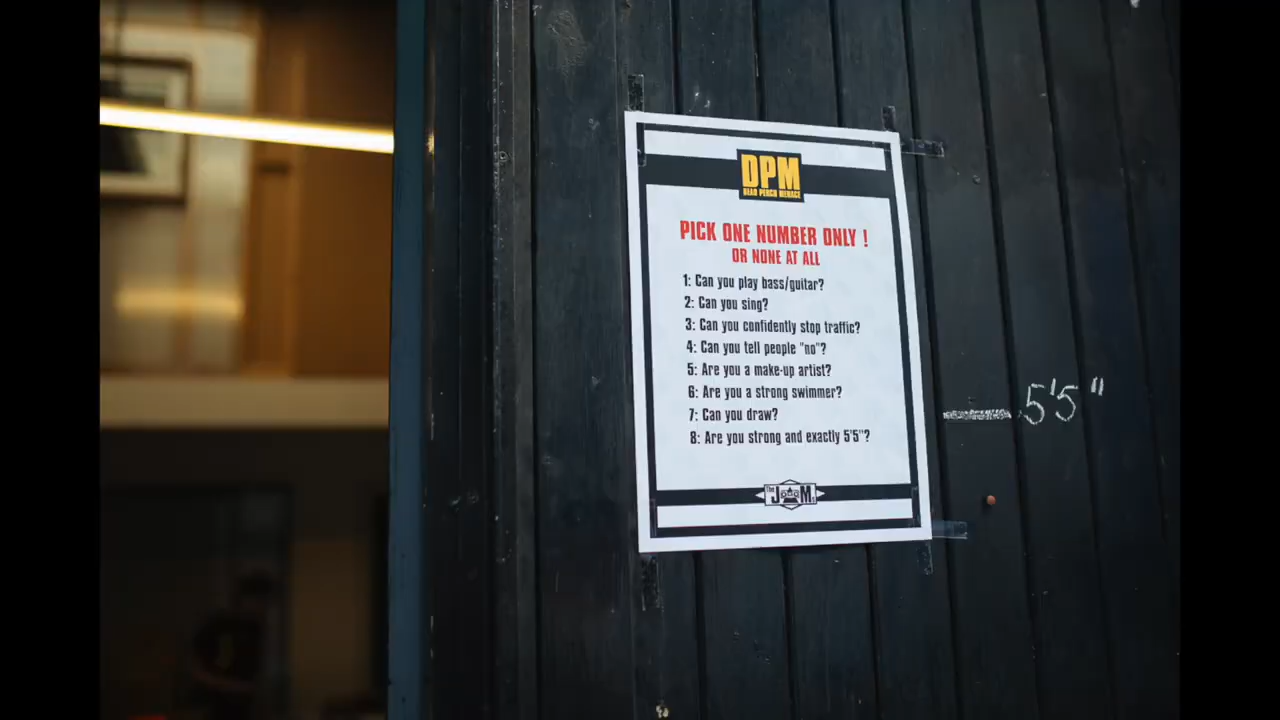 DPM
DEAD PERCH MENACE
PICK ONE NUMBER ONLY !
OR NONE AT ALL
1: Can you play bass/guitar?
2: Can you sing?
3: Can you confidently stop traffic?
4: Can you tell people "no"?
5: Are you a make-up artist?
6: Are you a strong swimmer?
7: Can you draw?
8: Are you strong and exactly 5'5"?
5'5"
The JAMs